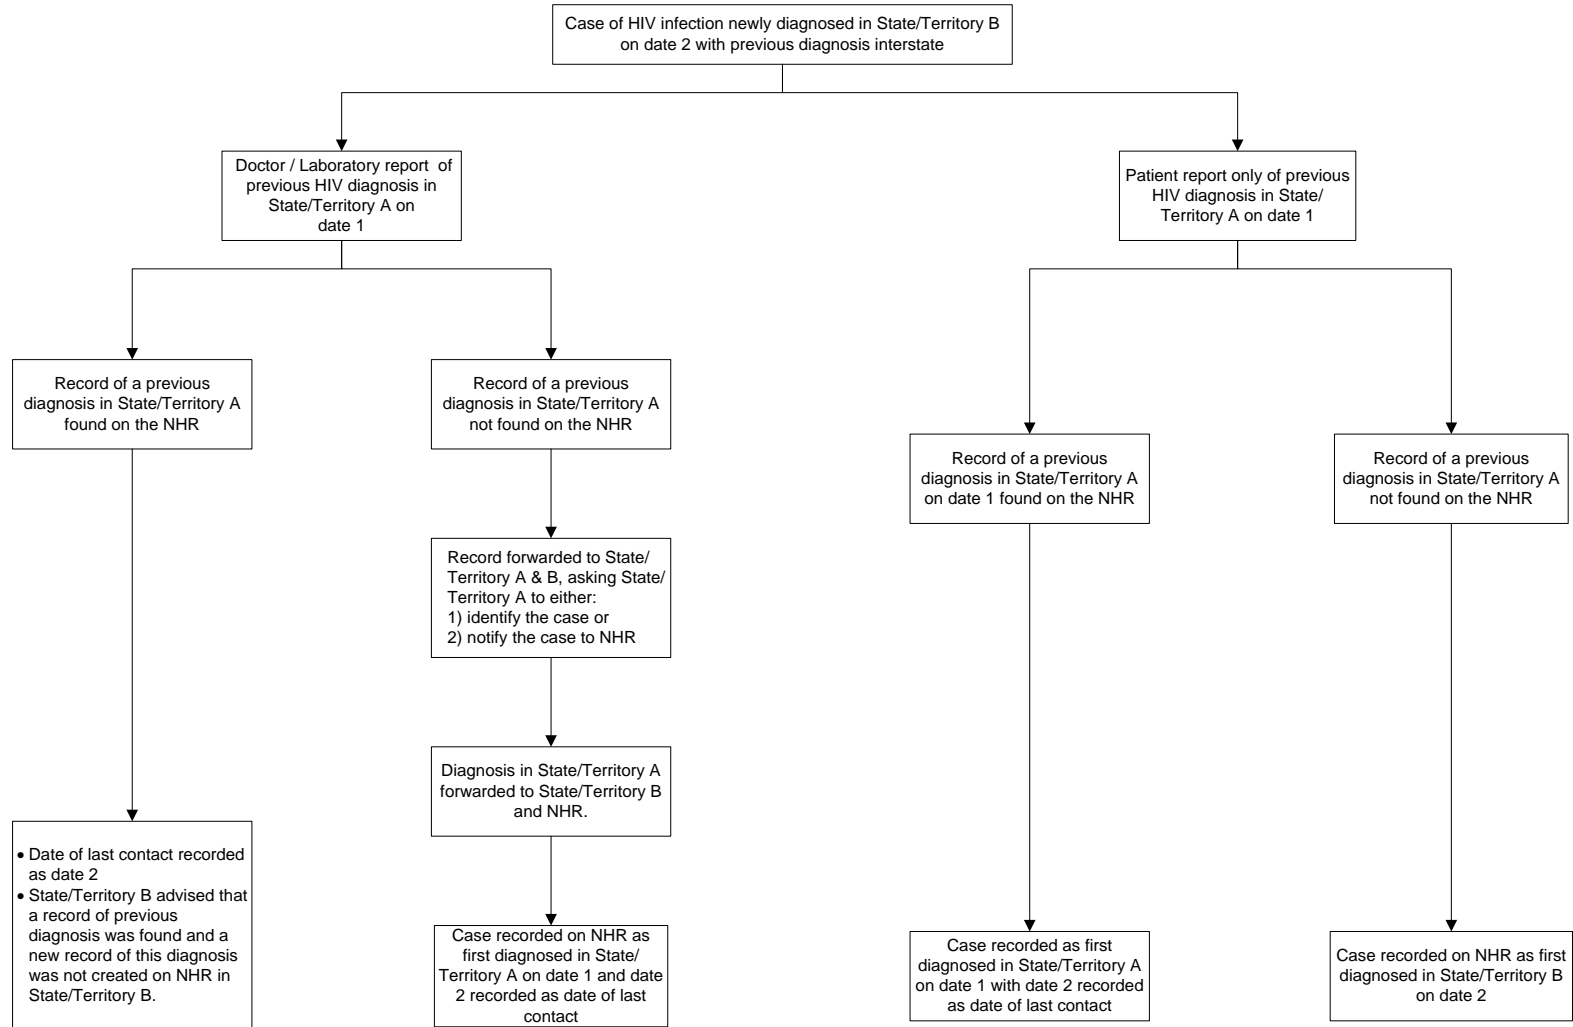 Case of HIV infection newly diagnosed in State/Territory B
on date 2 with previous diagnosis interstate
Doctor / Laboratory report of
previous HIV diagnosis in
State/Territory A on
date 1
Patient report only of previous
HIV diagnosis in State/
Territory A on date 1
Record of a previous
diagnosis in State/Territory A
found on the NHR
Record of a previous
diagnosis in State/Territory A
not found on the NHR
Record of a previous
diagnosis in State/Territory A
on date 1 found on the NHR
Record of a previous
diagnosis in State/Territory A
not found on the NHR
Record forwarded to State/
Territory A & B, asking State/
Territory A to either:
1) identify the case or
2) notify the case to NHR
Diagnosis in State/Territory A
forwarded to State/Territory B
and NHR.
• Date of last contact recorded
as date 2
• State/Territory B advised that
a record of previous
diagnosis was found and a
new record of this diagnosis
was not created on NHR in
State/Territory B.
Case recorded on NHR as
first diagnosed in State/
Territory A on date 1 and date
2 recorded as date of last
contact
Case recorded as first
diagnosed in State/Territory A
on date 1 with date 2 recorded
as date of last contact
Case recorded on NHR as first
diagnosed in State/Territory B
on date 2